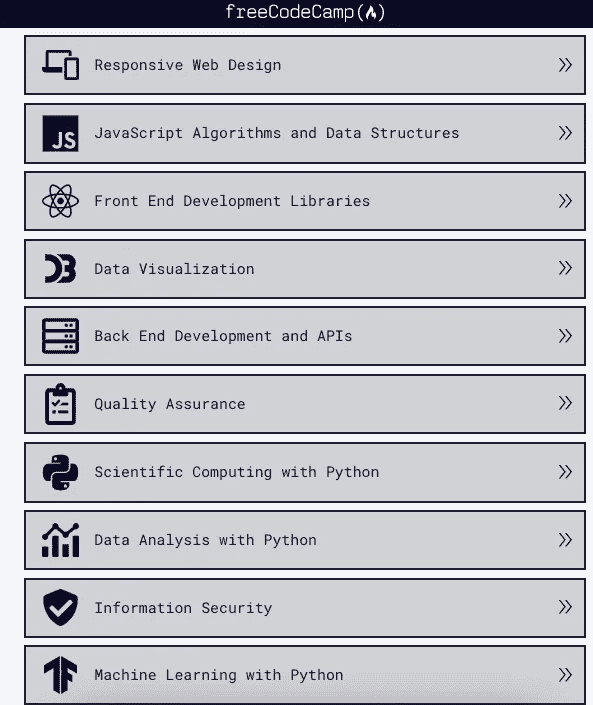 freeCodeCamp(🔥)
Responsive Web Design
JS
JavaScript Algorithms and Data Structures
Front End Development Libraries
Data Visualization
Back End Development and APIs
Quality Assurance
Scientific Computing with Python
Data Analysis with Python
Information Security
Machine Learning with Python